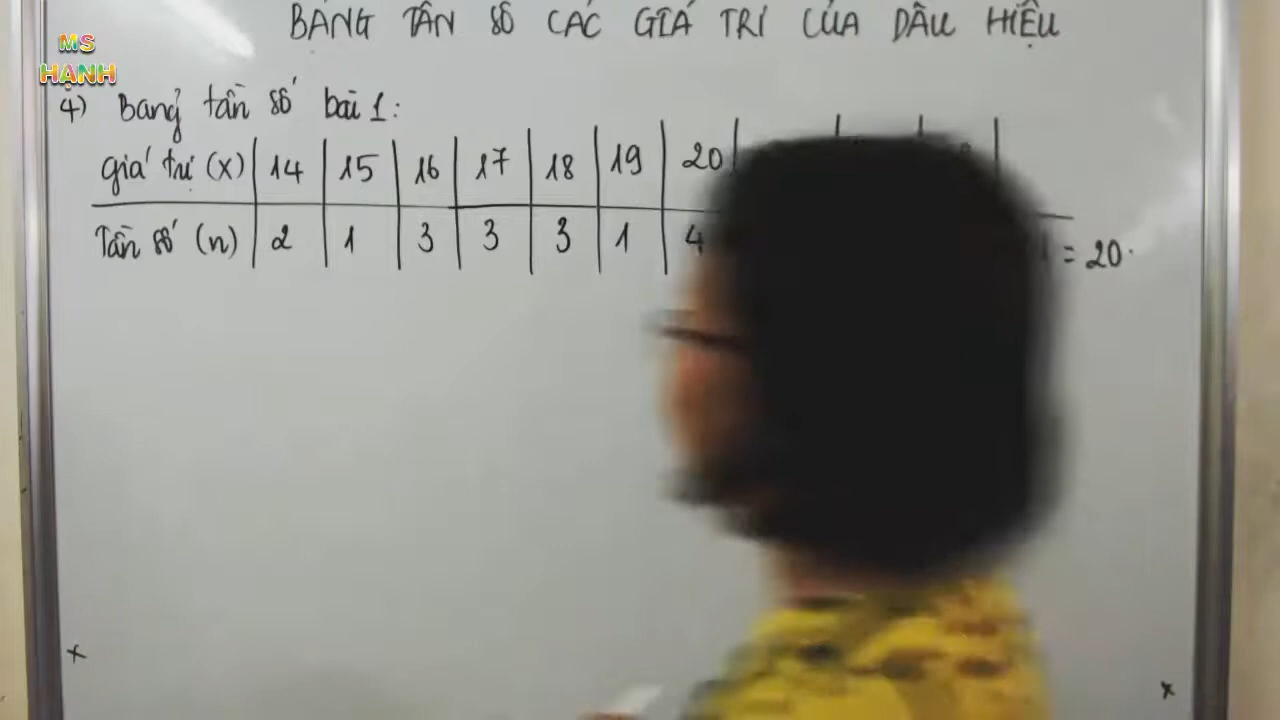 MS
HẠNH
BẢNG TẦN SỐ CÁC GIÁ TRỊ CỦA DẤU HIỆU
4) Bảng tần số bài 1:
giá trị (x) 14 15 16 17 18 19 20
Tần số (n) 2 1 3 3 3 1 4 = 20.